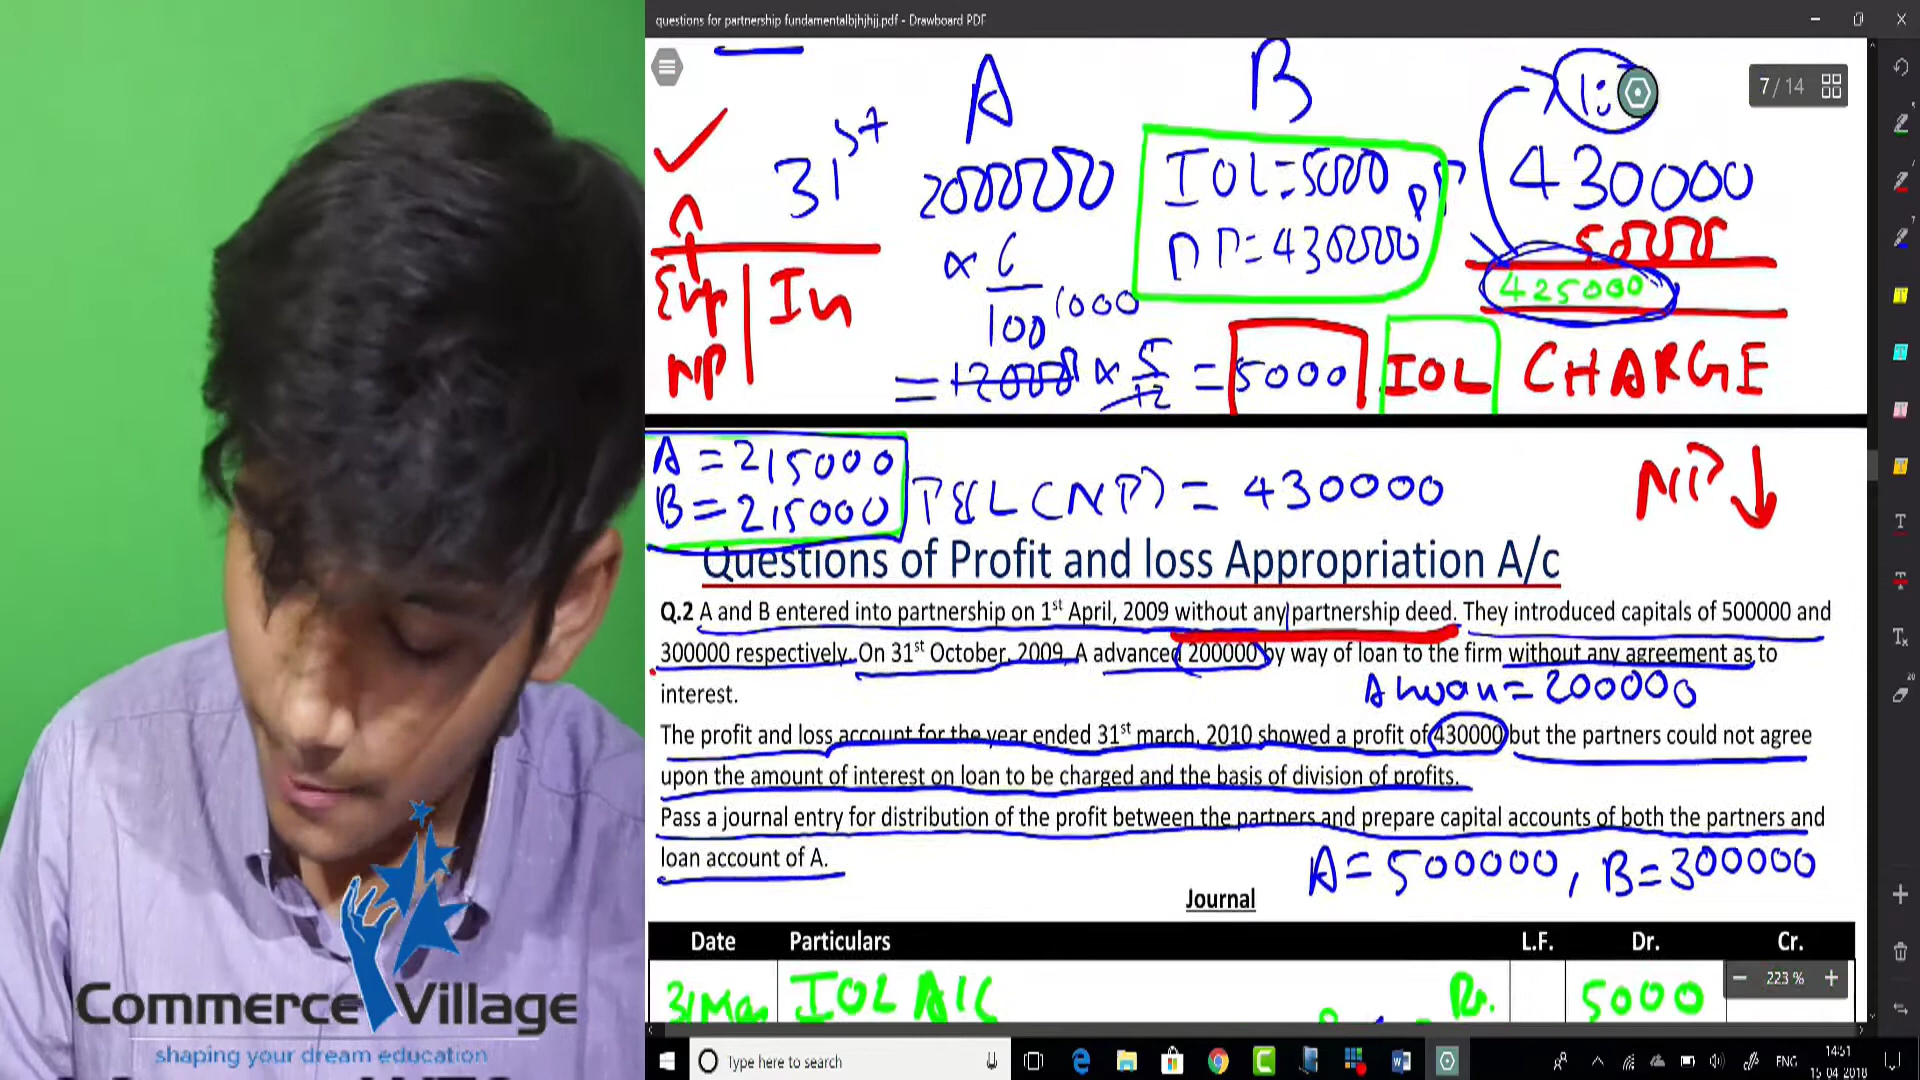 questions for partnership fundamentalbjhjhjj.pdf - Drawboard PDF
7 / 14
A
B
1:
31st
200000
IOL=5000
430000
NP=430000
5000
425000
Exp
In
NP
× 6
100
1000
= 12000 × 5 = 5000
12
IOL
CHARGE
A = 215000
B = 215000
P&L (NP) = 430000
NP
Questions of Profit and loss Appropriation A/c
Q.2 A and B entered into partnership on 1st April, 2009 without any partnership deed. They introduced capitals of 500000 and
300000 respectively. On 31st October, 2009, A advanced 200000 by way of loan to the firm without any agreement as to
interest.
A loan = 200000
The profit and loss account for the year ended 31st march, 2010 showed a profit of 430000 but the partners could not agree
upon the amount of interest on loan to be charged and the basis of division of profits.
Pass a journal entry for distribution of the profit between the partners and prepare capital accounts of both the partners and
loan account of A.
A = 500000, B = 300000
Journal
Date Particulars L.F. Dr. Cr.
31 Mar IOL A/C Dr. 5000
223 %
Commerce Village
shaping your dream education
Type here to search
ENG
14:51
15-04-2018